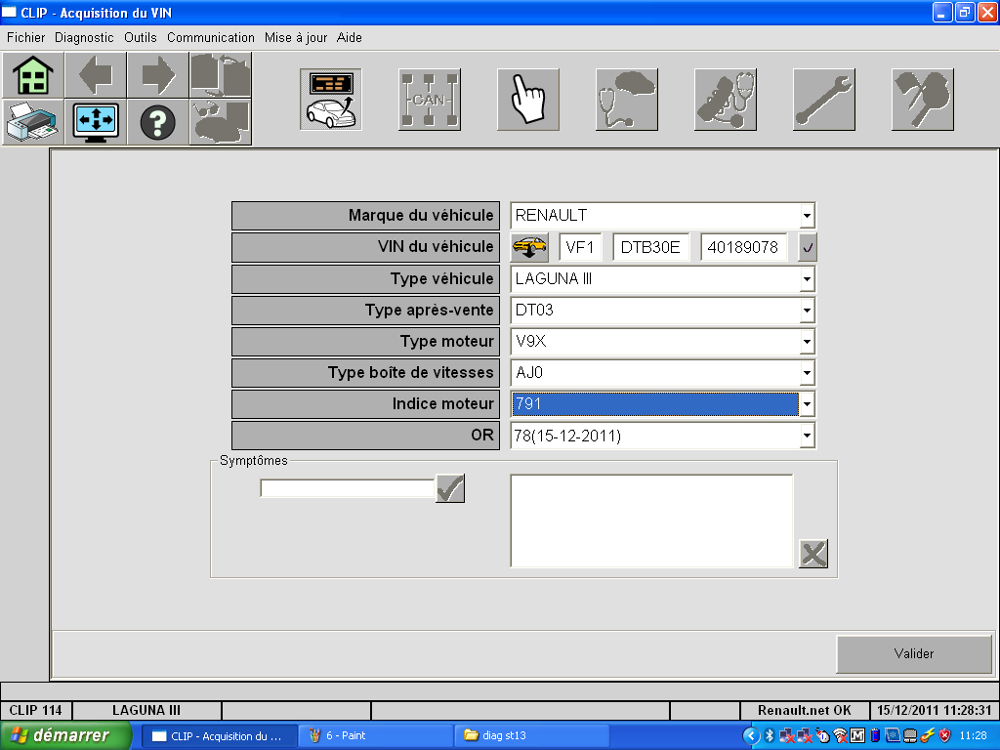 CLIP - Acquisition du VIN
Fichier Diagnostic Outils Communication Mise à jour Aide
CAN
Marque du véhicule RENAULT
VIN du véhicule VF1 DTB30E 40189078
Type véhicule LAGUNA III
Type après-vente DT03
Type moteur V9X
Type boîte de vitesses AJ0
Indice moteur 791
OR 78(15-12-2011)
Symptômes
Valider
CLIP 114 LAGUNA III Renault.net OK 15/12/2011 11:28:31
démarrer CLIP - Acquisition du ... 6 - Paint diag st13 M 11:28